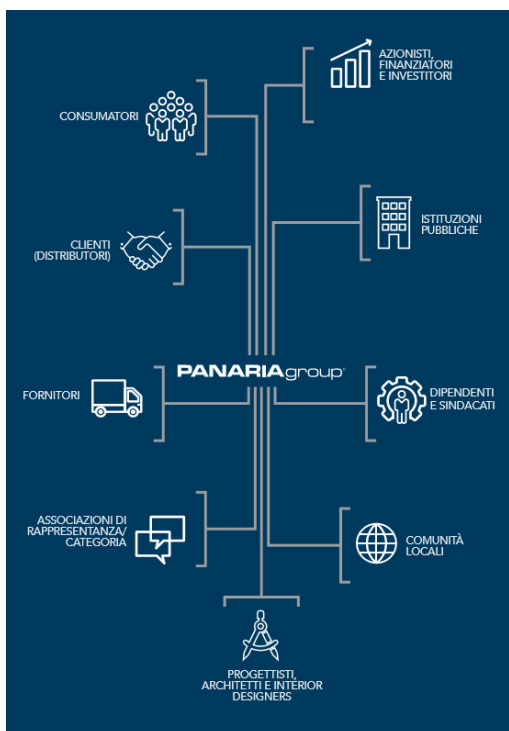 AZIONISTI,
FINANZIATORI
E INVESTITORI
CONSUMATORI
ISTITUZIONI
PUBBLICHE
CLIENTI
(DISTRIBUTORI)
PANARIAgroup®
FORNITORI
DIPENDENTI
E SINDACATI
ASSOCIAZIONI DI
RAPPRESENTANZA/
CATEGORIA
COMUNITÀ
LOCALI
PROGETTISTI,
ARCHITETTI E INTERIOR
DESIGNERS